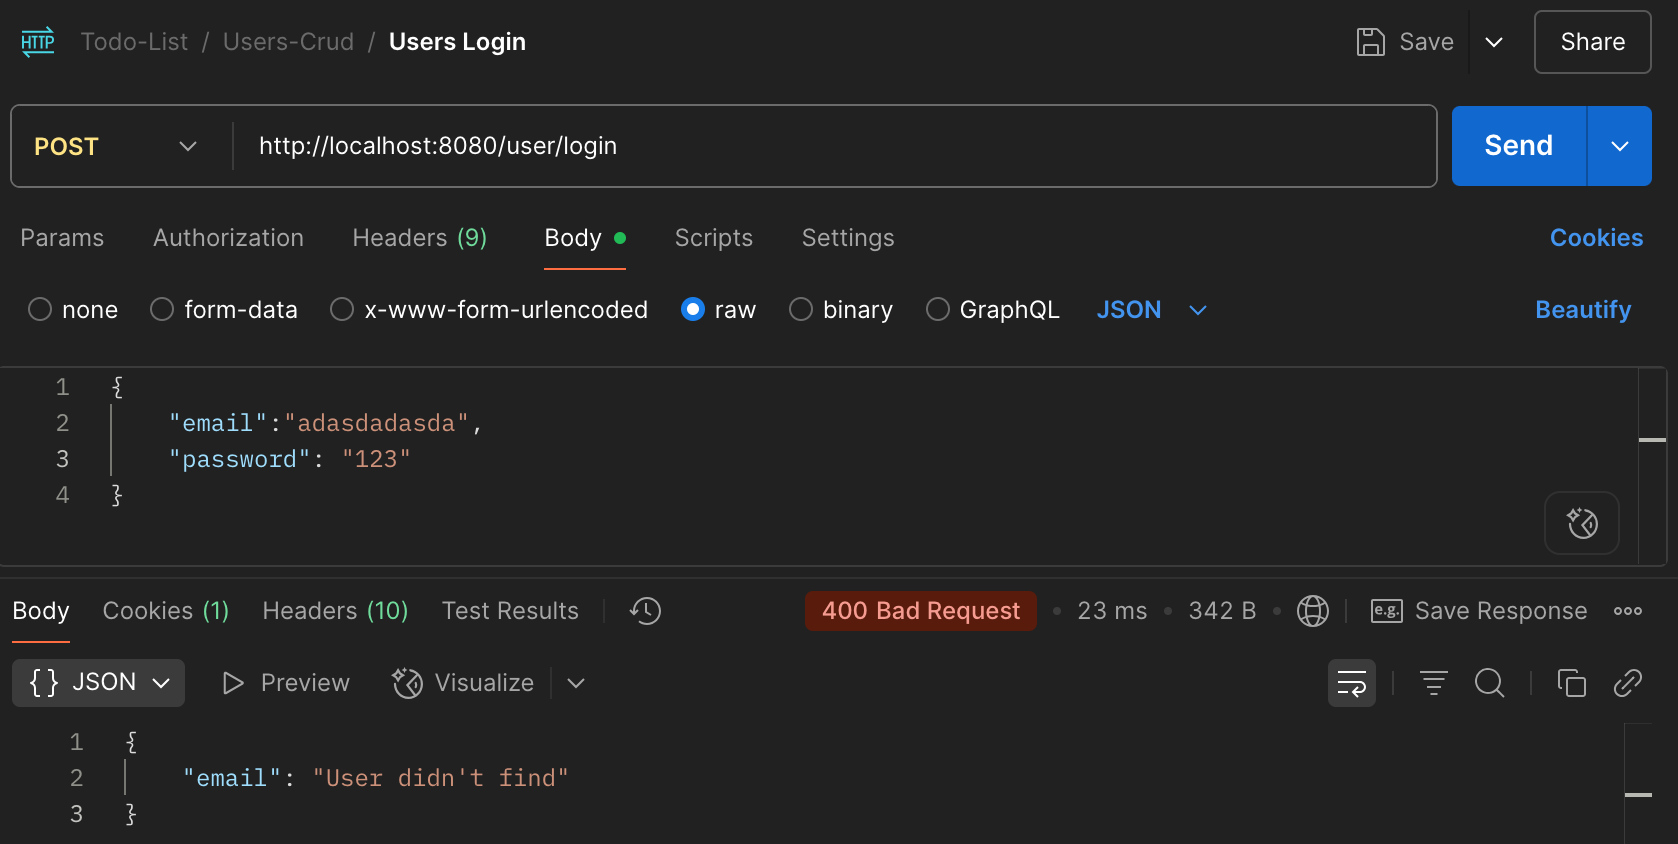 HTTP Todo-List / Users-Crud / Users Login Save Share
POST http://localhost:8080/user/login Send
Params Authorization Headers (9) Body Scripts Settings Cookies
none form-data x-www-form-urlencoded raw binary GraphQL JSON Beautify
1 {
2 "email":"adasdadasda",
3 "password": "123"
4 }
Body Cookies (1) Headers (10) Test Results 400 Bad Request • 23 ms • 342 B • e.g. Save Response
{} JSON Preview Visualize
1 {
2 "email": "User didn't find"
3 }